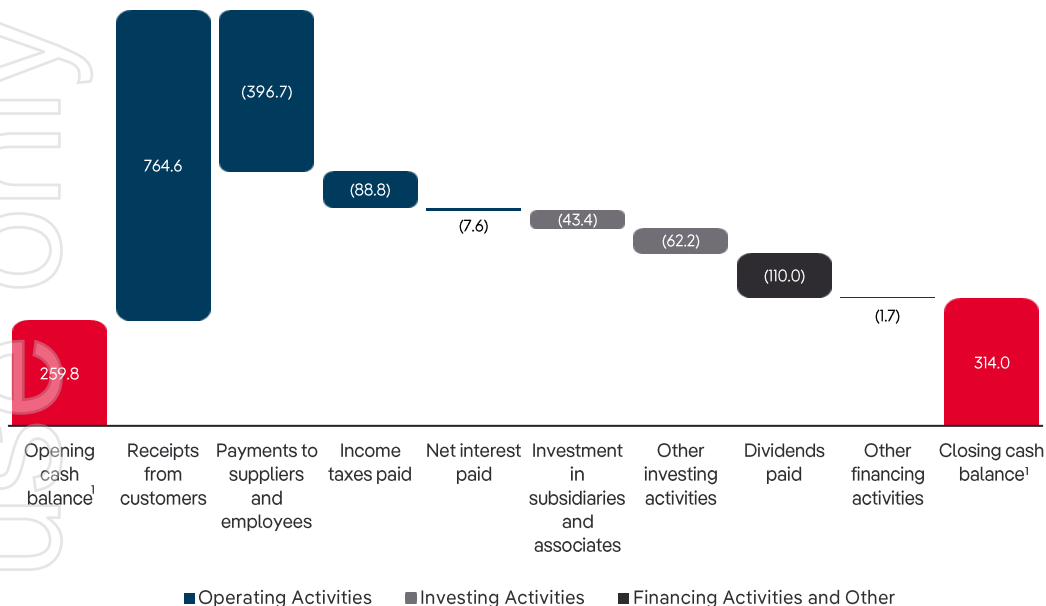 (396.7)
764.6
(88.8)
(7.6)
(43.4)
(62.2)
(110.0)
(1.7)
259.8
314.0
Opening
cash
balance¹
Receipts
from
customers
Payments to
suppliers
and
employees
Income
taxes paid
Net interest
paid
Investment
in
subsidiaries
and
associates
Other
investing
activities
Dividends
paid
Other
financing
activities
Closing cash
balance¹
Operating Activities
Investing Activities
Financing Activities and Other
use only